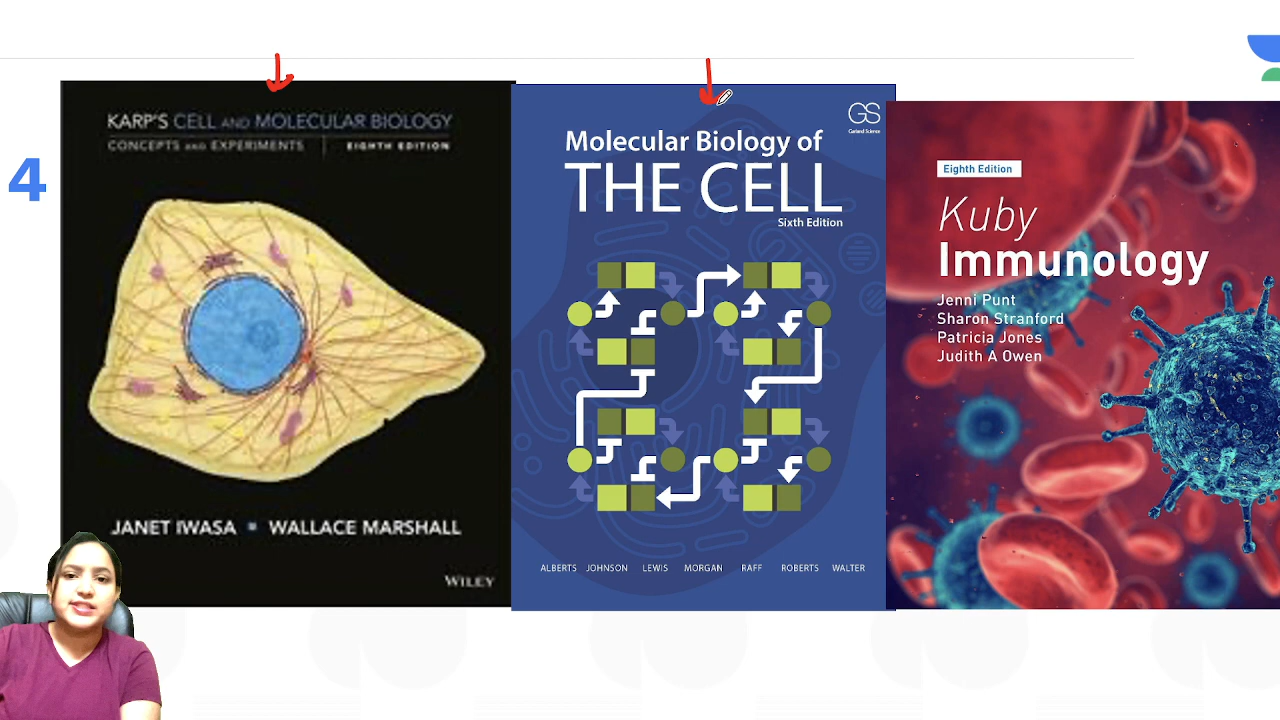 4
KARP'S CELL AND MOLECULAR BIOLOGY
CONCEPTS AND EXPERIMENTS | EIGHTH EDITION
JANET IWASA ▪ WALLACE MARSHALL
WILEY
GS
Garland Science
Molecular Biology of
THE CELL
Sixth Edition
ALBERTS JOHNSON LEWIS MORGAN RAFF ROBERTS WALTER
Eighth Edition
Kuby
Immunology
Jenni Punt
Sharon Stranford
Patricia Jones
Judith A Owen